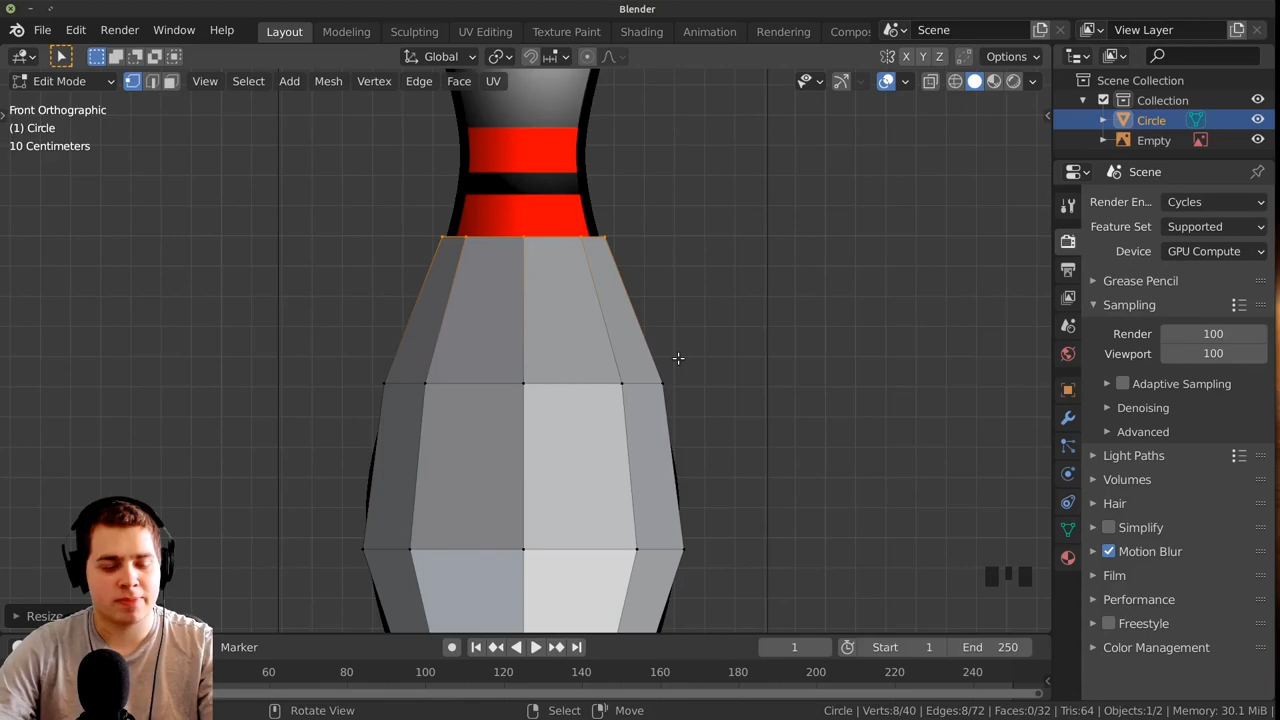 Blender
File Edit Render Window Help
Layout Modeling Sculpting UV Editing Texture Paint Shading Animation Rendering Compos
Scene
View Layer
Global
X Y Z
Options
Edit Mode View Select Add Mesh Vertex Edge Face UV
Scene Collection
Collection
Circle
Empty
Front Orthographic
(1) Circle
10 Centimeters
Scene
Render En... Cycles
Feature Set Supported
Device GPU Compute
Grease Pencil
Sampling
Render 100
Viewport 100
Adaptive Sampling
Denoising
Advanced
Light Paths
Volumes
Hair
Simplify
Motion Blur
Film
Performance
Freestyle
Color Management
Resize
Marker
1
Start 1
End 250
60 80 100 120 140 160 180 200 220 240
Rotate View
Select
Move
Circle | Verts:8/40 | Edges:8/72 | Faces:0/32 | Tris:64 | Objects:1/2 | Memory: 30.1 MiB